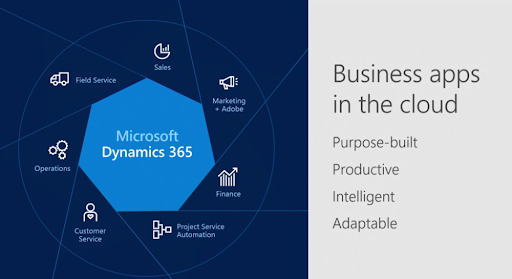 Sales
Field Service
Marketing
+ Adobe
Microsoft
Dynamics 365
Operations
Finance
Customer
Service
Project Service
Automation
Business apps
in the cloud
Purpose-built
Productive
Intelligent
Adaptable